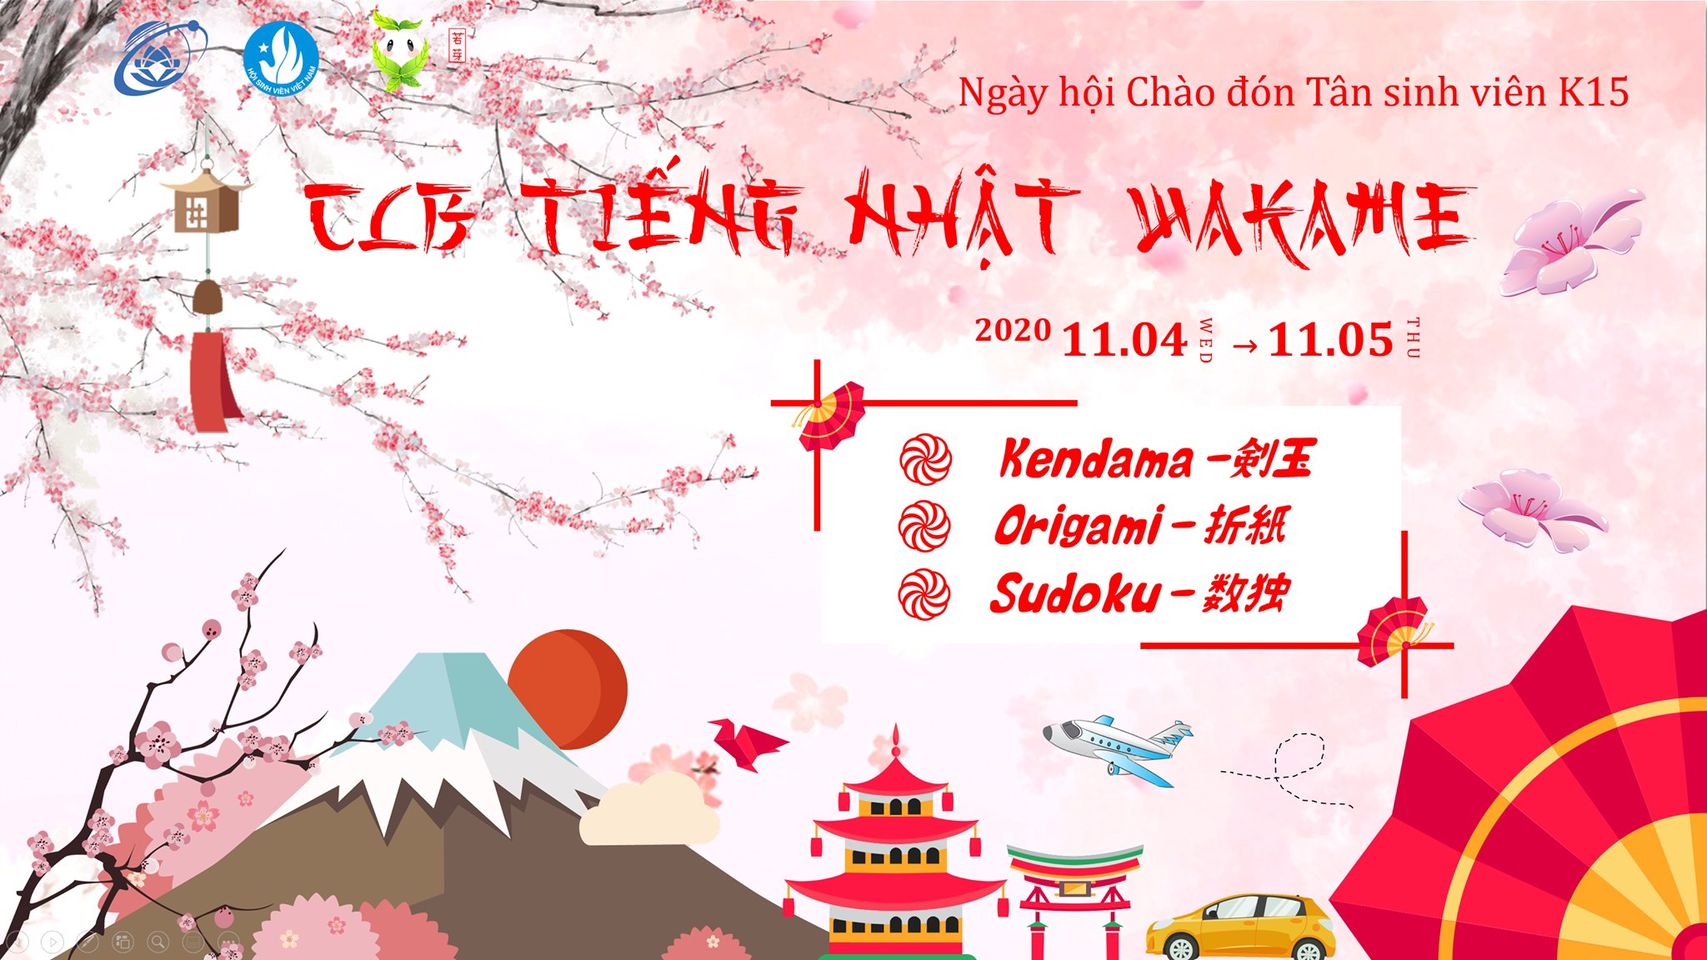 HỘI SINH VIÊN VIỆT NAM
若芽
Ngày hội Chào đón Tân sinh viên K15
CLB TIẾNG NHẬT WAKAME
2020 11.04 WED → 11.05 THU
Kendama - 剣玉
Origami - 折紙
Sudoku - 数独